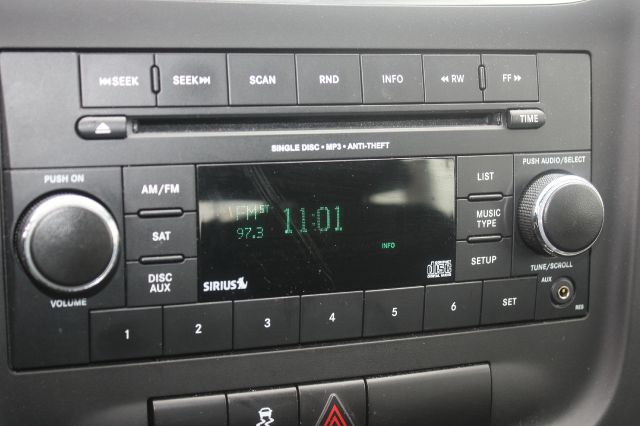 ⏮SEEK SEEK⏭ SCAN RND INFO ◀◀ RW FF ▶▶
TIME
SINGLE DISC • MP3 • ANTI-THEFT
PUSH ON
AM/FM
SAT
DISC AUX
VOLUME
FM ST 11:01
97.3
INFO
SIRIUS
LIST
MUSIC TYPE
SETUP
PUSH AUDIO/SELECT
TUNE/SCROLL
AUX
1 2 3 4 5 6 SET